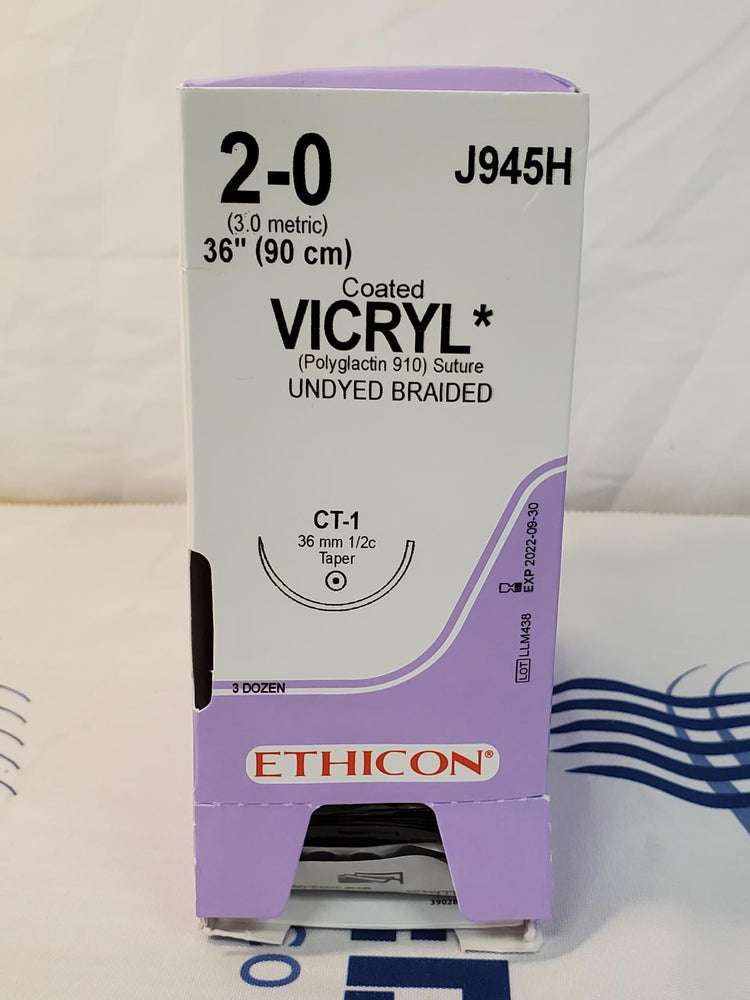 2-0
J945H
(3.0 metric)
36" (90 cm)
Coated
VICRYL*
(Polyglactin 910) Suture
UNDYED BRAIDED
CT-1
36 mm 1/2c
Taper
EXP 2022-09-30
LOT LLM438
3 DOZEN
ETHICON®